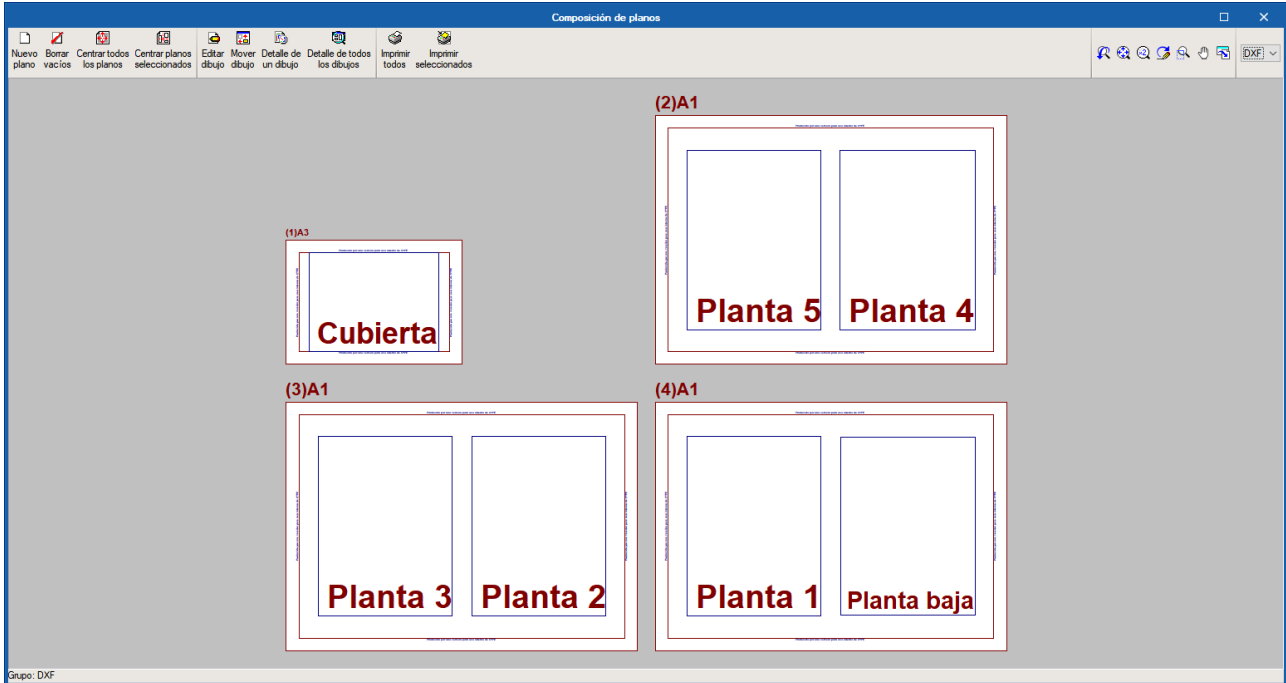 Composición de planos
Nuevo plano
Borrar vacíos
Centrar todos los planos
Centrar planos seleccionados
Editar dibujo
Mover dibujo
Detalle de un dibujo
Detalle de todos los dibujos
Imprimir todos
Imprimir seleccionados
DXF
(2)A1
Planta 5
Planta 4
(1)A3
Cubierta
(3)A1
Planta 3
Planta 2
(4)A1
Planta 1
Planta baja
Grupo: DXF